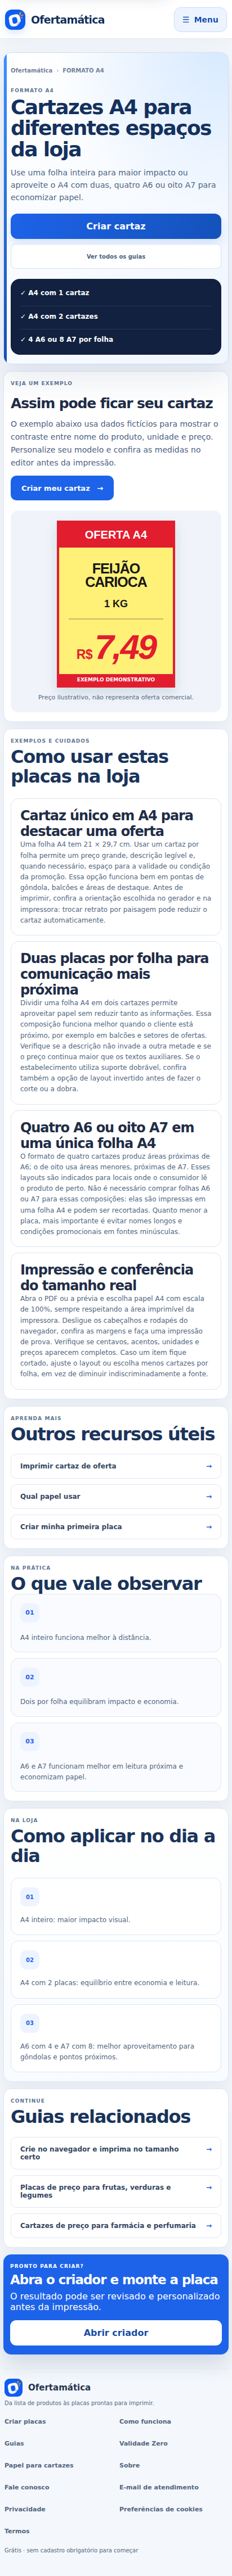 Ofertamática
☰ Menu
Ofertamática › FORMATO A4
FORMATO A4
Cartazes A4 para
diferentes espaços
da loja
Use uma folha inteira para maior impacto ou
aproveite o A4 com duas, quatro A6 ou oito A7 para
economizar papel.
Criar cartaz
Ver todos os guias
✓ A4 com 1 cartaz
✓ A4 com 2 cartazes
✓ 4 A6 ou 8 A7 por folha
VEJA UM EXEMPLO
Assim pode ficar seu cartaz
O exemplo abaixo usa dados fictícios para mostrar o
contraste entre nome do produto, unidade e preço.
Personalize seu modelo e confira as medidas no
editor antes da impressão.
Criar meu cartaz →
OFERTA A4
FEIJÃO
CARIOCA
1 KG
R$ 7,49
EXEMPLO DEMONSTRATIVO
Preço ilustrativo, não representa oferta comercial.
EXEMPLOS E CUIDADOS
Como usar estas
placas na loja
Cartaz único em A4 para
destacar uma oferta
Uma folha A4 tem 21 × 29,7 cm. Usar um cartaz por
folha permite um preço grande, descrição legível e,
quando necessário, espaço para a validade ou condição
da promoção. Essa opção funciona bem em pontas de
gôndola, balcões e áreas de destaque. Antes de
imprimir, confira a orientação escolhida no gerador e na
impressora: trocar retrato por paisagem pode reduzir o
cartaz automaticamente.
Duas placas por folha para
comunicação mais
próxima
Dividir uma folha A4 em dois cartazes permite
aproveitar papel sem reduzir tanto as informações. Essa
composição funciona melhor quando o cliente está
próximo, por exemplo em balcões e setores de ofertas.
Verifique se a descrição não invade a outra metade e se
o preço continua maior que os textos auxiliares. Se o
estabelecimento utiliza suporte dobrável, confira
também a opção de layout invertido antes de fazer o
corte ou a dobra.
Quatro A6 ou oito A7 em
uma única folha A4
O formato de quatro cartazes produz áreas próximas de
A6; o de oito usa áreas menores, próximas de A7. Esses
layouts são indicados para locais onde o consumidor lê
o produto de perto. Não é necessário comprar folhas A6
ou A7 para essas composições: elas são impressas em
uma folha A4 e podem ser recortadas. Quanto menor a
placa, mais importante é evitar nomes longos e
condições promocionais em fontes minúsculas.
Impressão e conferência
do tamanho real
Abra o PDF ou a prévia e escolha papel A4 com escala
de 100%, sempre respeitando a área imprimível da
impressora. Desligue os cabeçalhos e rodapés do
navegador, confira as margens e faça uma impressão
de prova. Verifique se centavos, acentos, unidades e
preços aparecem completos. Caso um item fique
cortado, ajuste o layout ou escolha menos cartazes por
folha, em vez de diminuir indiscriminadamente a fonte.
APRENDA MAIS
Outros recursos úteis
Imprimir cartaz de oferta →
Qual papel usar →
Criar minha primeira placa →
NA PRÁTICA
O que vale observar
01
A4 inteiro funciona melhor à distância.
02
Dois por folha equilibram impacto e economia.
03
A6 e A7 funcionam melhor em leitura próxima e
economizam papel.
NA LOJA
Como aplicar no dia a
dia
01
A4 inteiro: maior impacto visual.
02
A4 com 2 placas: equilíbrio entre economia e leitura.
03
A6 com 4 e A7 com 8: melhor aproveitamento para
gôndolas e pontos próximos.
CONTINUE
Guias relacionados
Crie no navegador e imprima no tamanho
certo →
Placas de preço para frutas, verduras e
legumes →
Cartazes de preço para farmácia e perfumaria →
PRONTO PARA CRIAR?
Abra o criador e monte a placa
O resultado pode ser revisado e personalizado
antes da impressão.
Abrir criador
Ofertamática
Da lista de produtos às placas prontas para imprimir.
Criar placas
Como funciona
Guias
Validade Zero
Papel para cartazes
Sobre
Fale conosco
E-mail de atendimento
Privacidade
Preferências de cookies
Termos
Grátis · sem cadastro obrigatório para começar